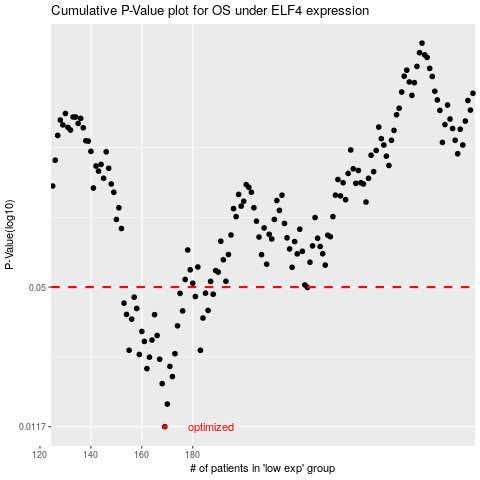 Cumulative P-Value plot for OS under ELF4 expression
P-Value(log10)
0.05
0.0117
optimized
120 140 160 180
# of patients in 'low exp' group